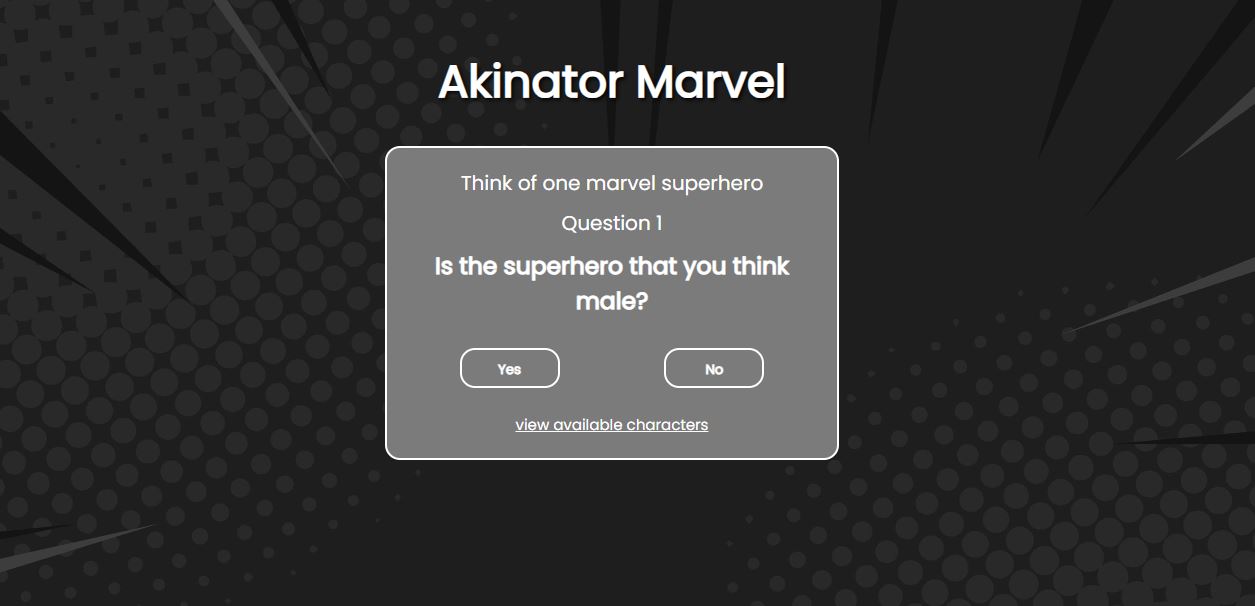 Akinator Marvel
Think of one marvel superhero
Question 1
Is the superhero that you think
male?
Yes
No
view available characters